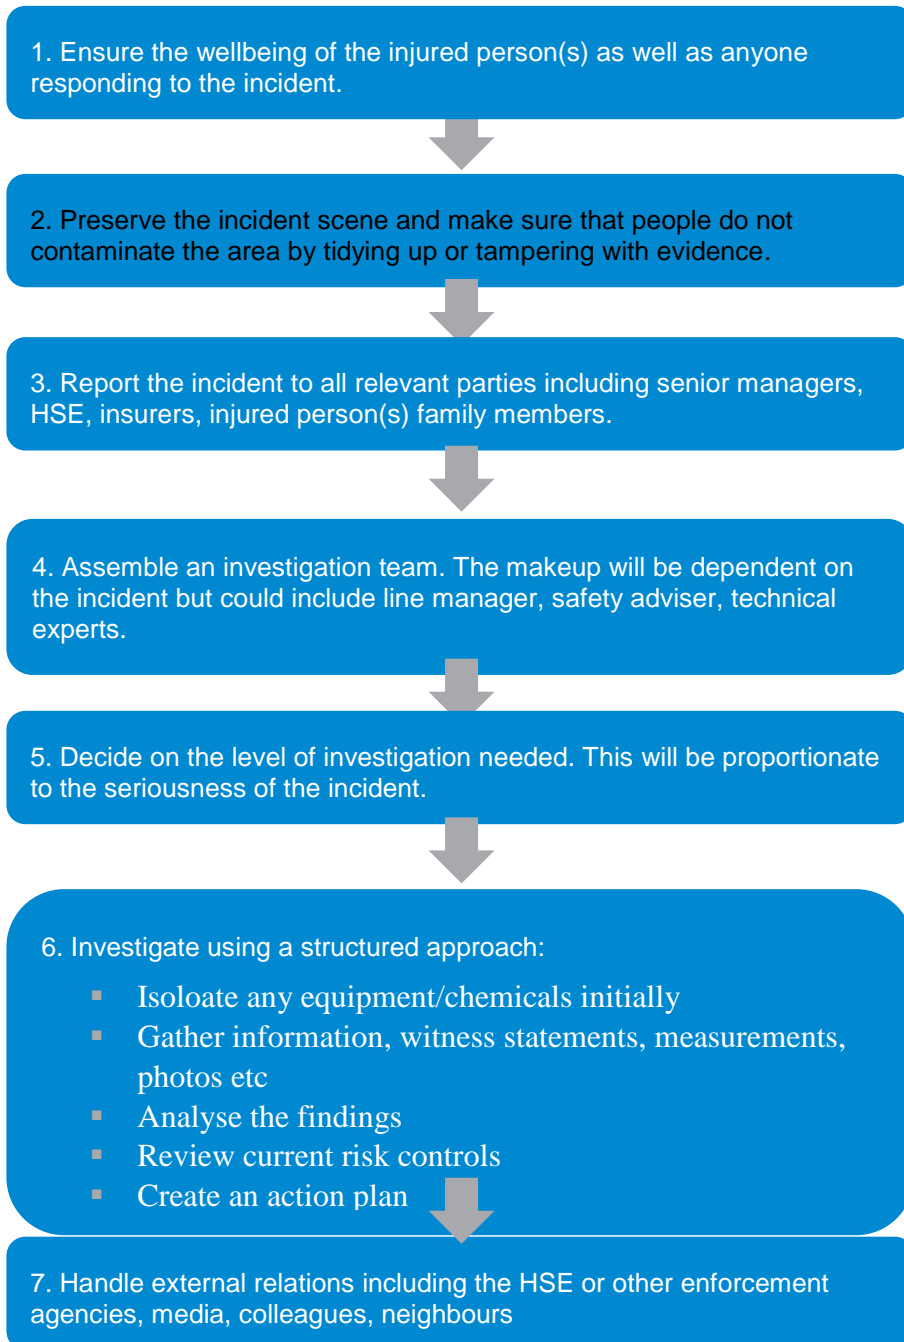 1. Ensure the wellbeing of the injured person(s) as well as anyone
responding to the incident.
2. Preserve the incident scene and make sure that people do not
contaminate the area by tidying up or tampering with evidence.
3. Report the incident to all relevant parties including senior managers,
HSE, insurers, injured person(s) family members.
4. Assemble an investigation team. The makeup will be dependent on
the incident but could include line manager, safety adviser, technical
experts.
5. Decide on the level of investigation needed. This will be proportionate
to the seriousness of the incident.
6. Investigate using a structured approach:
▪ Isoloate any equipment/chemicals initially
▪ Gather information, witness statements, measurements,
photos etc
▪ Analyse the findings
▪ Review current risk controls
▪ Create an action plan
7. Handle external relations including the HSE or other enforcement
agencies, media, colleagues, neighbours